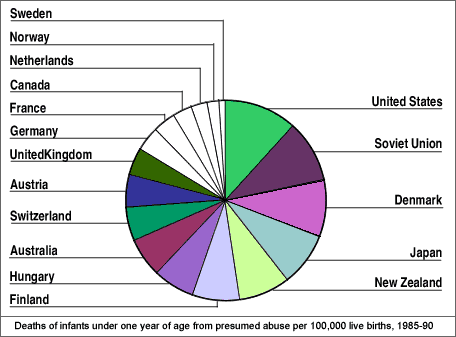 Sweden
Norway
Netherlands
Canada
France
Germany
UnitedKingdom
Austria
Switzerland
Australia
Hungary
Finland
United States
Soviet Union
Denmark
Japan
New Zealand
Deaths of infants under one year of age from presumed abuse per 100,000 live births, 1985-90